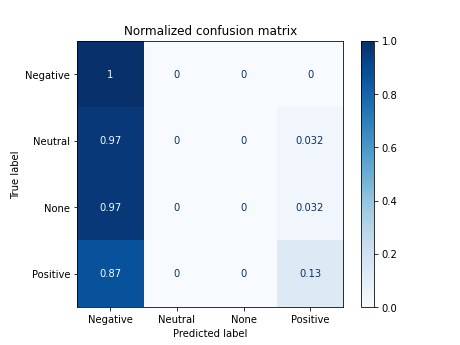 Normalized confusion matrix
True label
Negative 1 0 0 0
Neutral 0.97 0 0 0.032
None 0.97 0 0 0.032
Positive 0.87 0 0 0.13
Negative Neutral None Positive
Predicted label
1.0
0.8
0.6
0.4
0.2
0.0